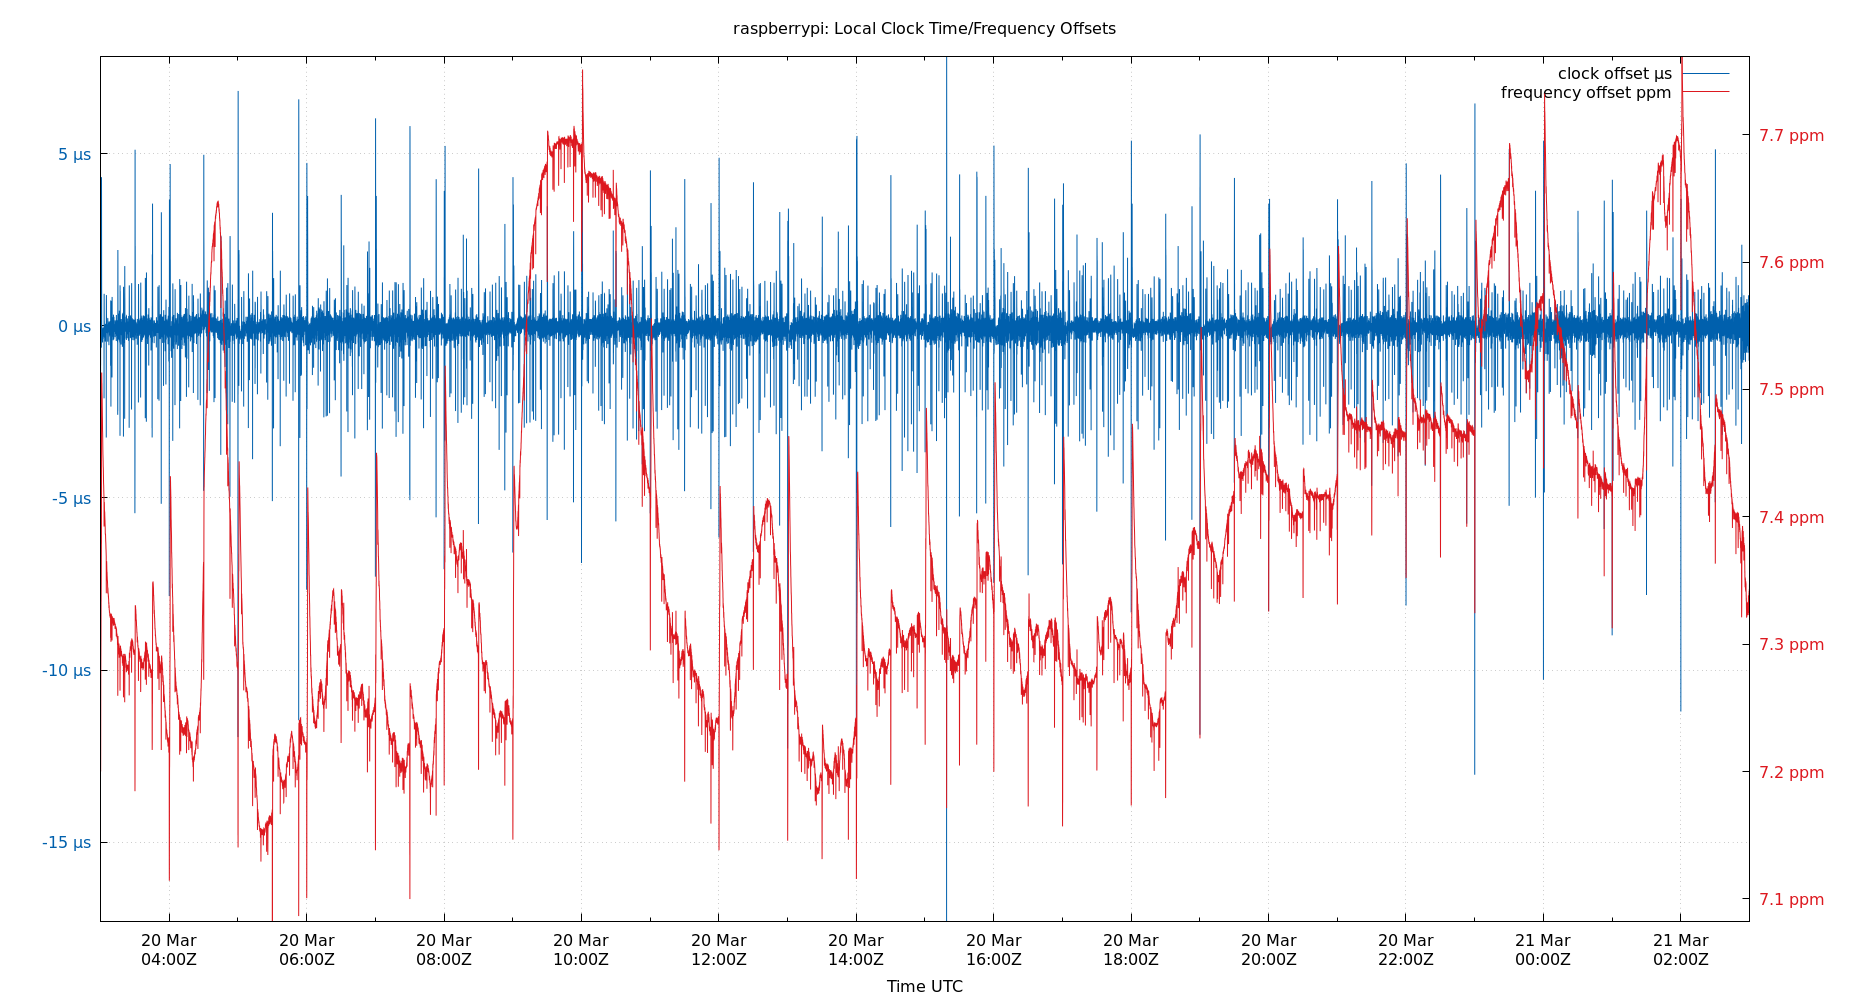 raspberrypi: Local Clock Time/Frequency Offsets
clock offset µs
frequency offset ppm
5 µs
0 µs
-5 µs
-10 µs
-15 µs
7.7 ppm
7.6 ppm
7.5 ppm
7.4 ppm
7.3 ppm
7.2 ppm
7.1 ppm
20 Mar
04:00Z
20 Mar
06:00Z
20 Mar
08:00Z
20 Mar
10:00Z
20 Mar
12:00Z
20 Mar
14:00Z
20 Mar
16:00Z
20 Mar
18:00Z
20 Mar
20:00Z
20 Mar
22:00Z
21 Mar
00:00Z
21 Mar
02:00Z
Time UTC